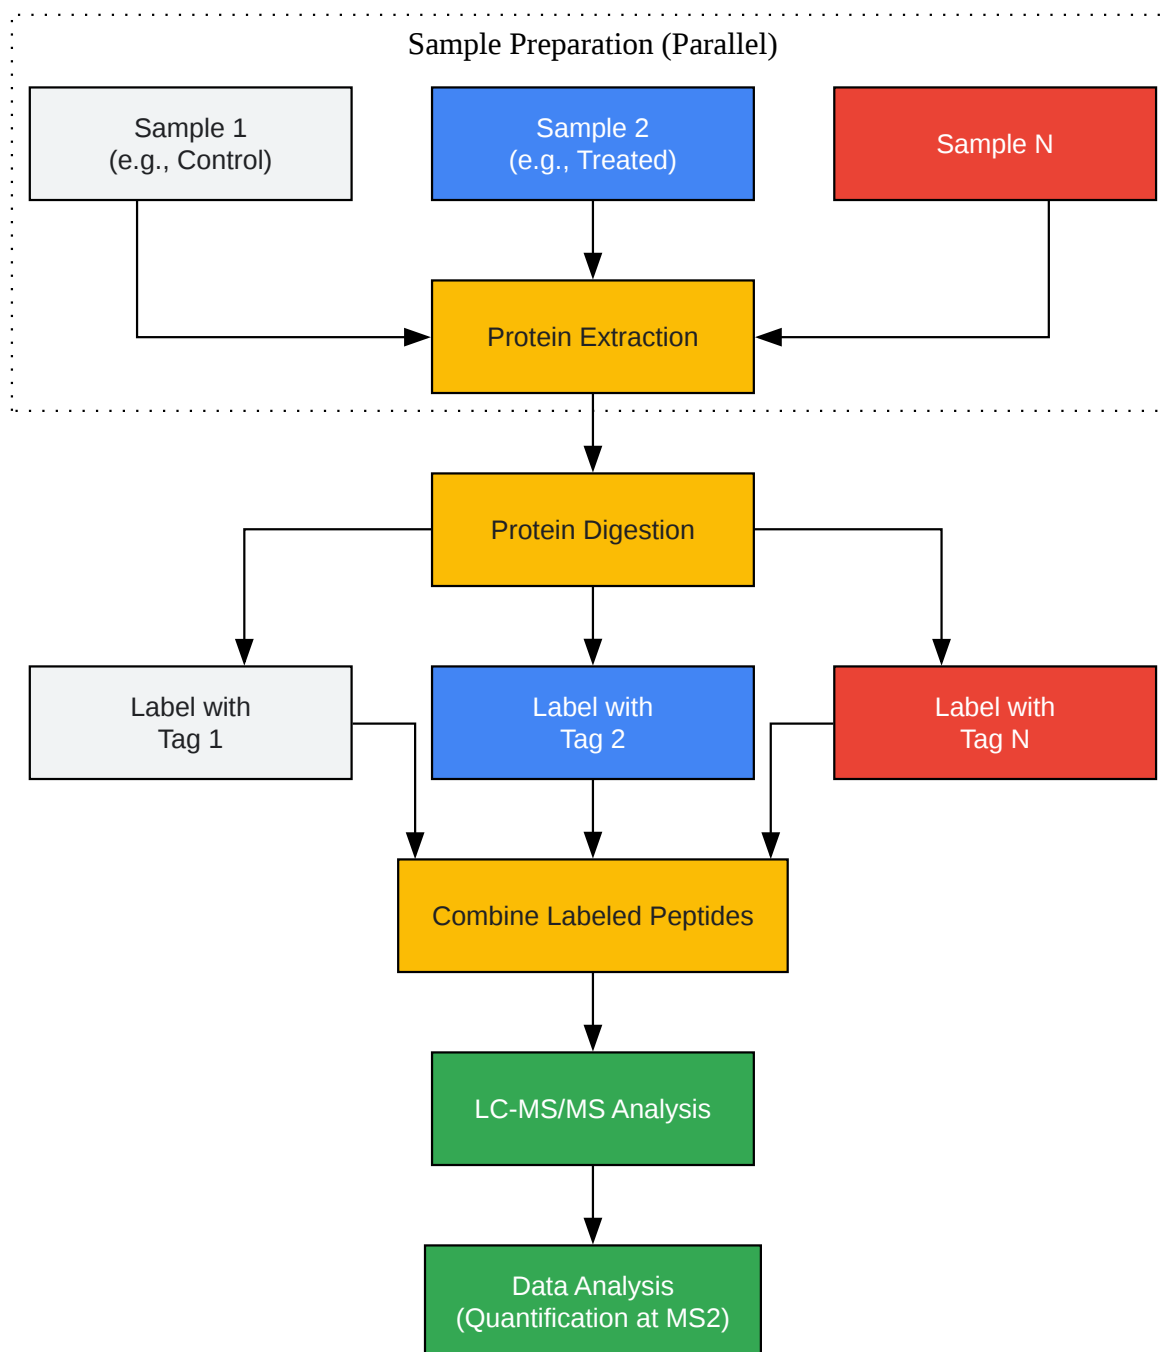 Sample Preparation (Parallel)
Sample 1
(e.g., Control)
Sample 2
(e.g., Treated)
Sample N
Protein Extraction
Protein Digestion
Label with
Tag 1
Label with
Tag 2
Label with
Tag N
Combine Labeled Peptides
LC-MS/MS Analysis
Data Analysis
(Quantification at MS2)